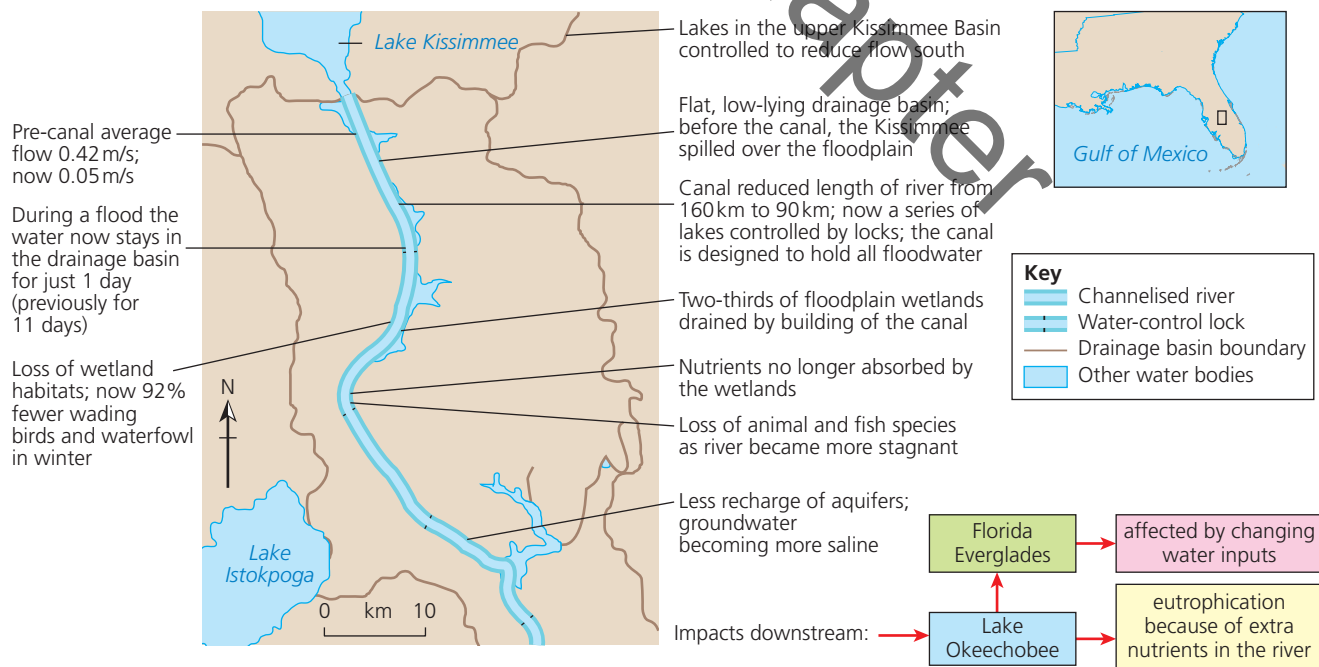 Lake Kissimmee
Pre-canal average
flow 0.42 m/s;
now 0.05 m/s
During a flood the
water now stays in
the drainage basin
for just 1 day
(previously for
11 days)
Loss of wetland
habitats; now 92%
fewer wading
birds and waterfowl
in winter
N
Lake
Istokpoga
0 km 10
Lakes in the upper Kissimmee Basin
controlled to reduce flow south
Flat, low-lying drainage basin;
before the canal, the Kissimmee
spilled over the floodplain
Canal reduced length of river from
160 km to 90 km; now a series of
lakes controlled by locks; the canal
is designed to hold all floodwater
Two-thirds of floodplain wetlands
drained by building of the canal
Nutrients no longer absorbed by
the wetlands
Loss of animal and fish species
as river became more stagnant
Less recharge of aquifers;
groundwater
becoming more saline
Gulf of Mexico
Key
Channelised river
Water-control lock
Drainage basin boundary
Other water bodies
Impacts downstream:
Lake
Okeechobee
Florida
Everglades
affected by changing
water inputs
eutrophication
because of extra
nutrients in the river